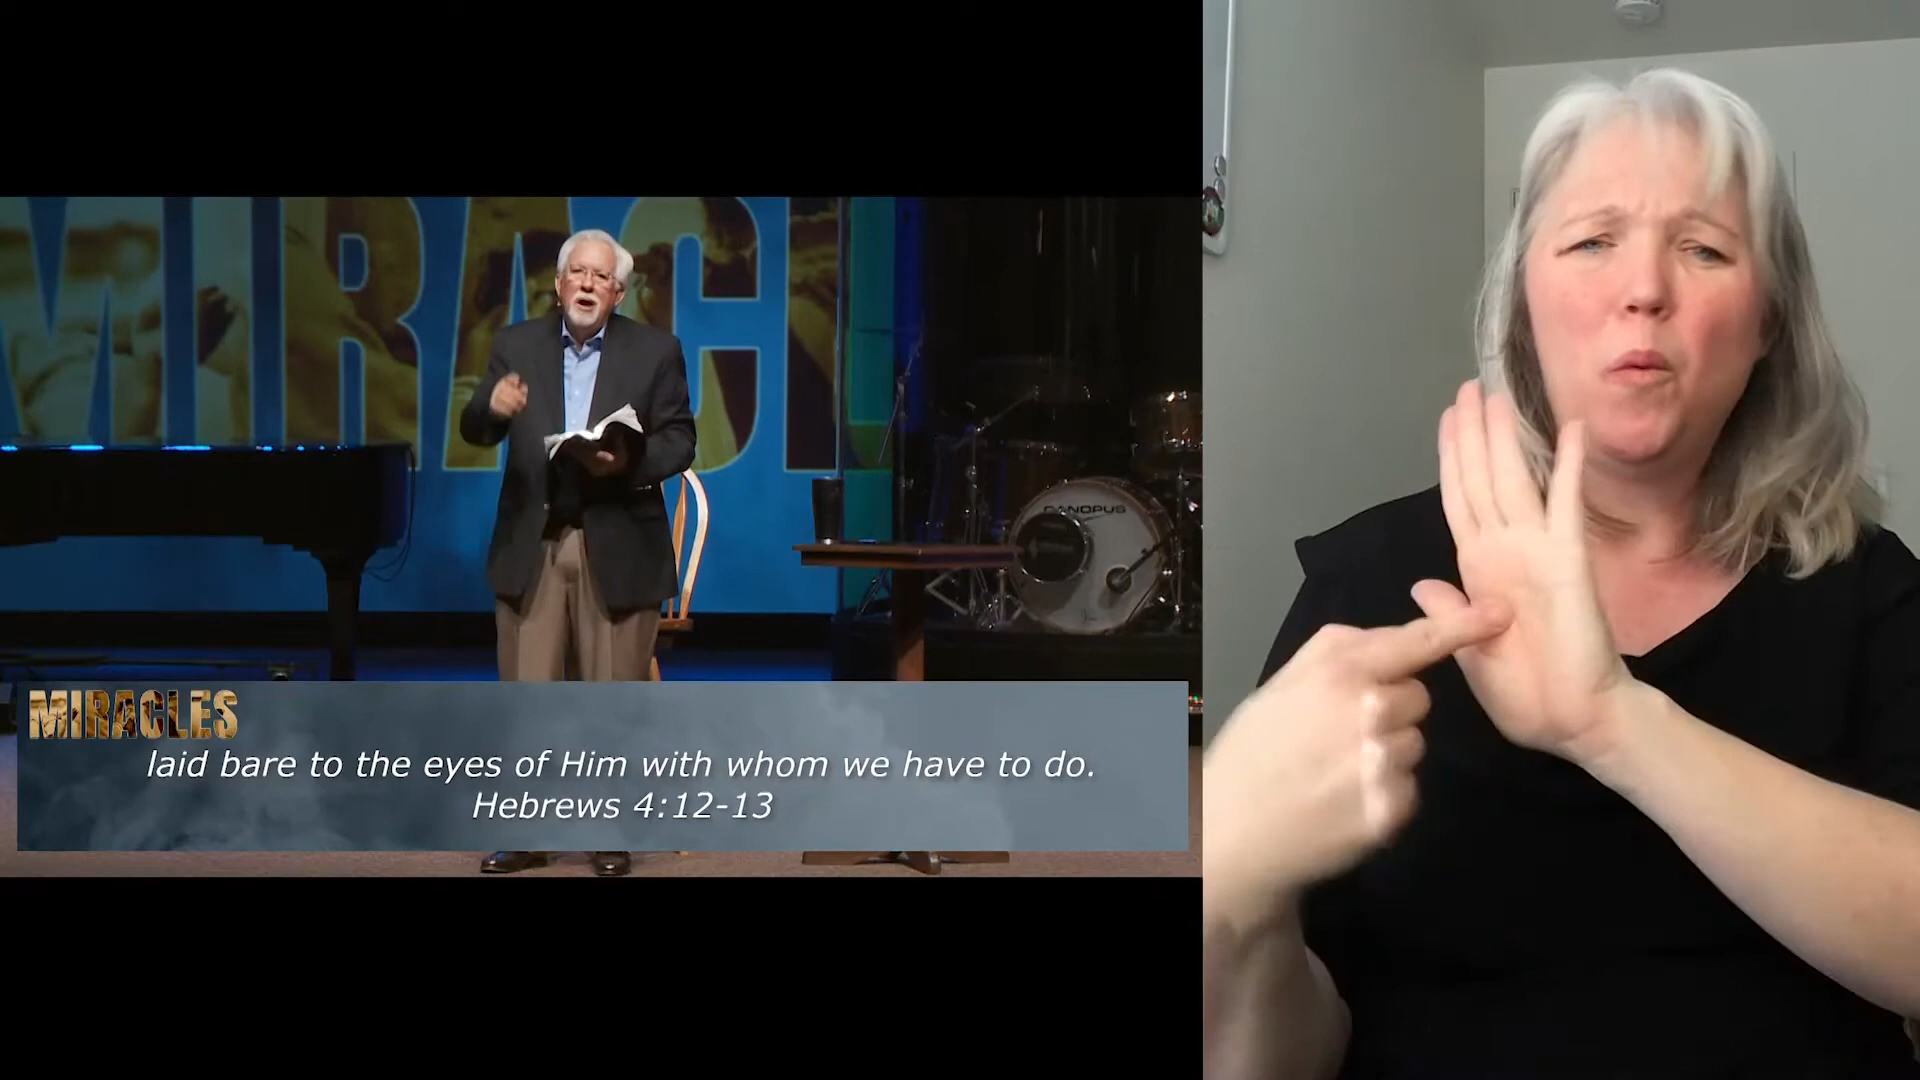 MIRACL
CANOPUS
MIRACLES
laid bare to the eyes of Him with whom we have to do.
Hebrews 4:12-13